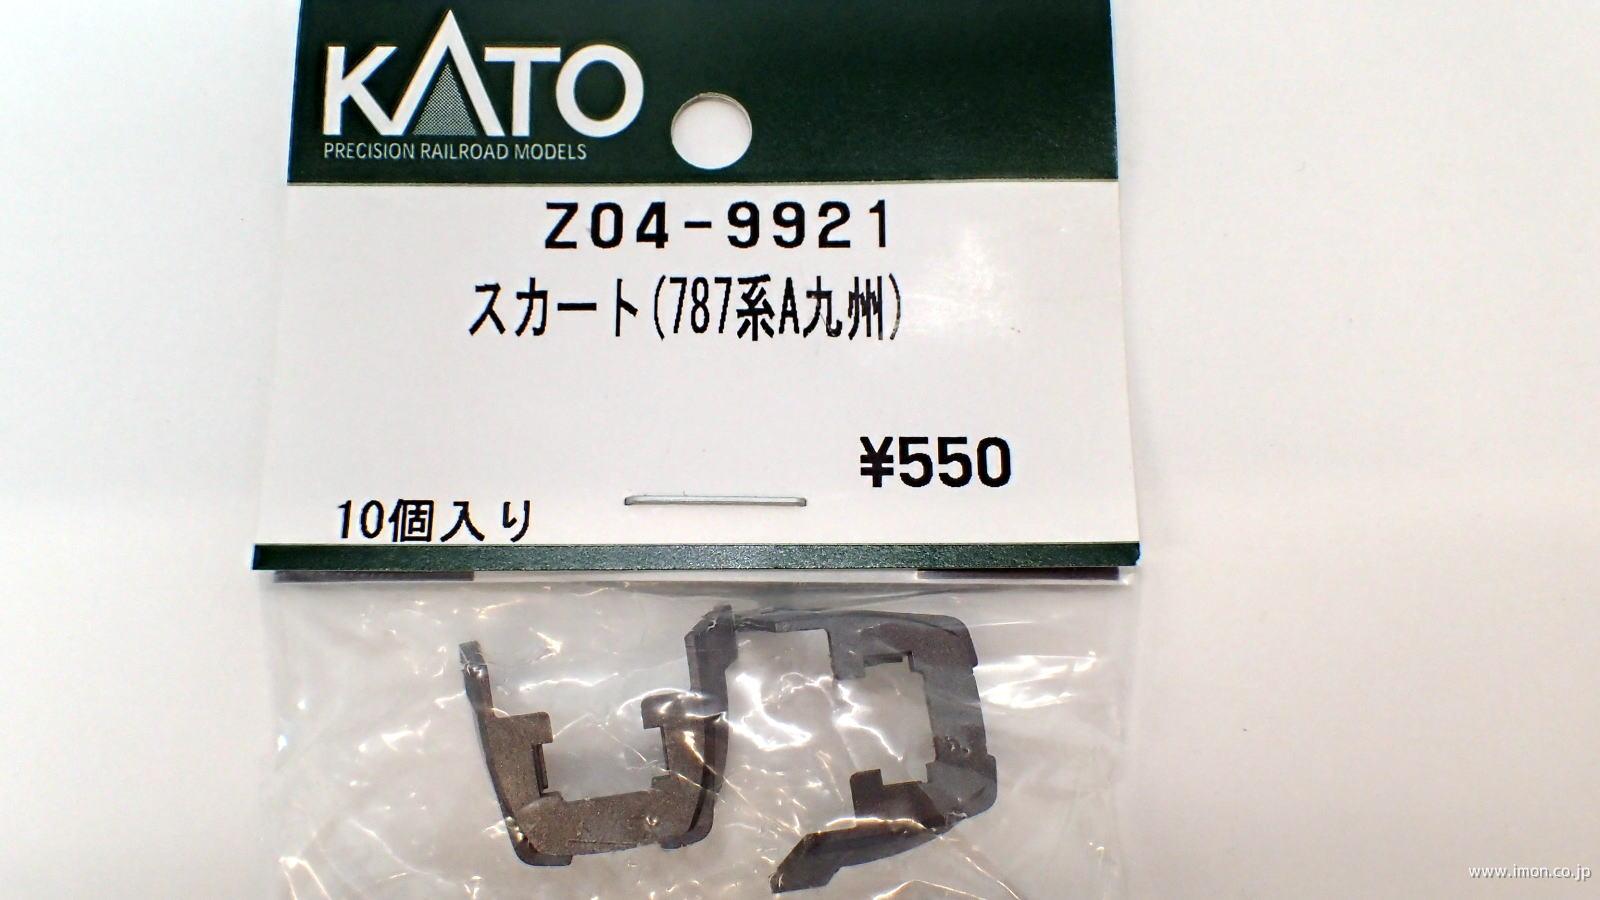 KATO
PRECISION RAILROAD MODELS
Z04-9921
スカート(787系A九州)
¥550
10個入り
www.imon.co.jp